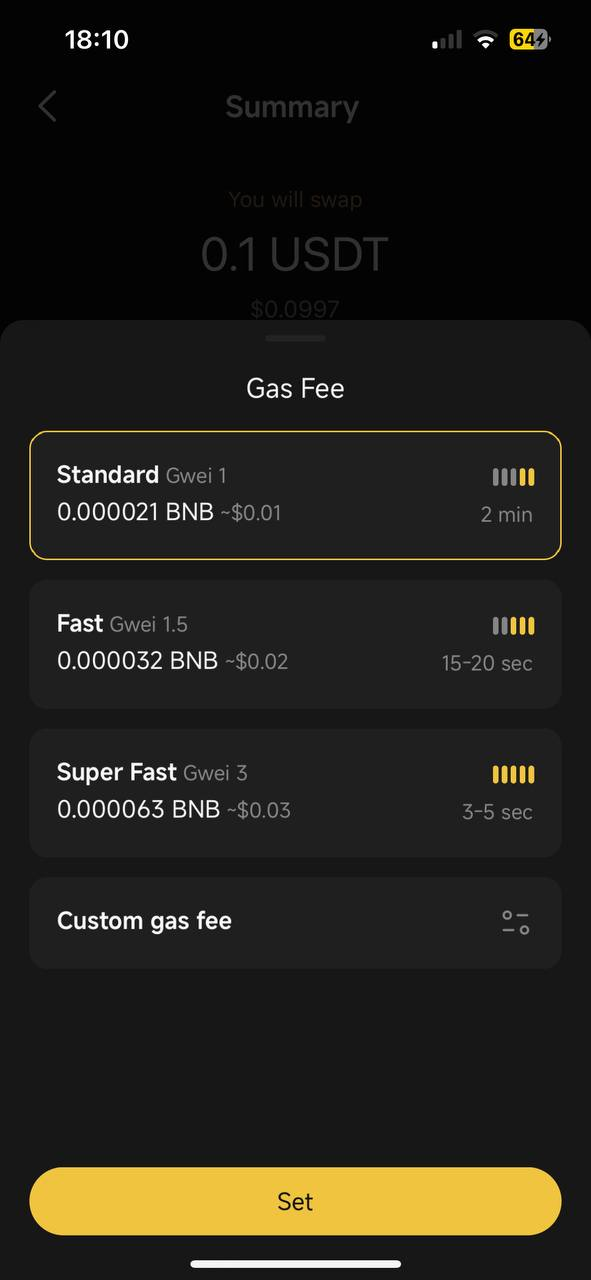 18:10
64
Summary
You will swap
0.1 USDT
$0.0997
Gas Fee
Standard Gwei 1
0.000021 BNB ~$0.01
2 min
Fast Gwei 1.5
0.000032 BNB ~$0.02
15-20 sec
Super Fast Gwei 3
0.000063 BNB ~$0.03
3-5 sec
Custom gas fee
Set